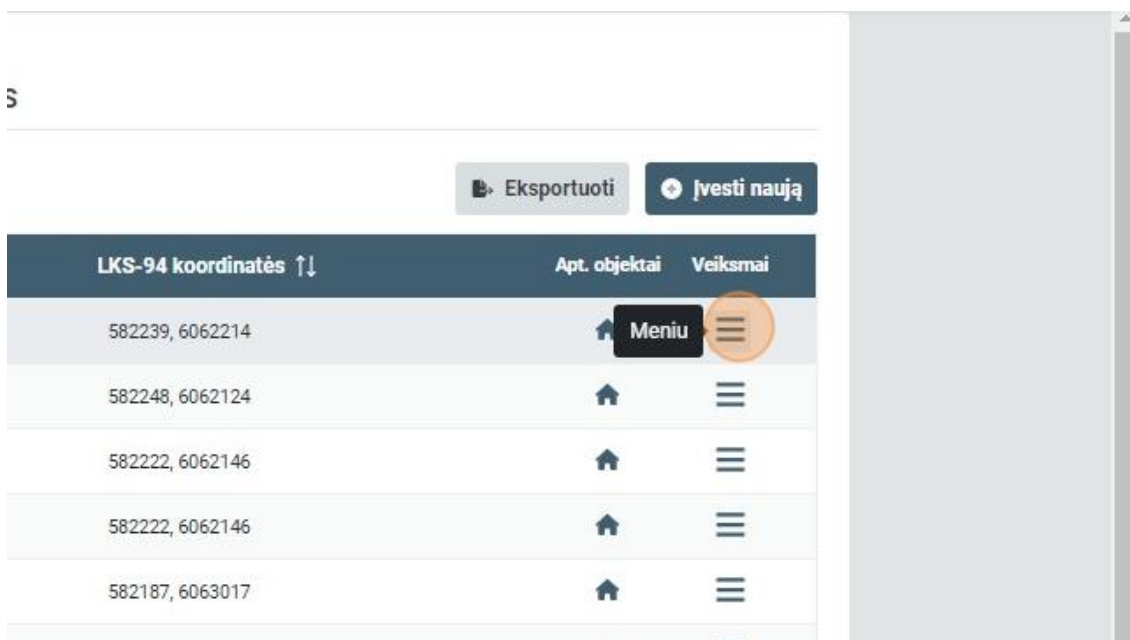 s
Eksportuoti Įvesti naują
LKS-94 koordinatės Apt. objektai Veiksmai
582239, 6062214 Meniu
582248, 6062124
582222, 6062146
582222, 6062146
582187, 6063017